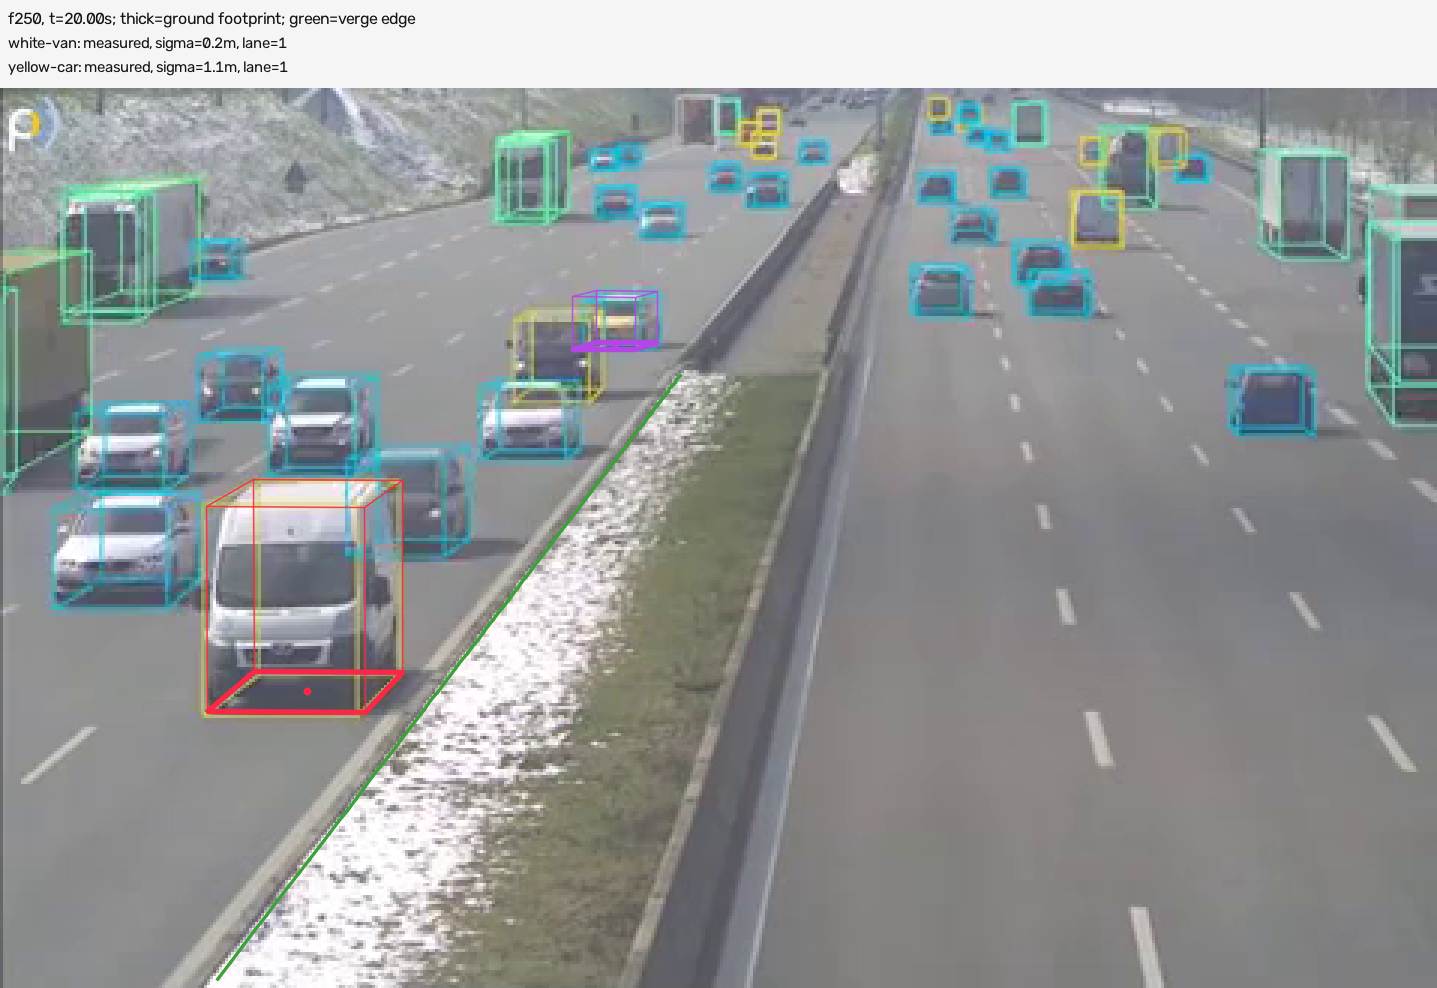 f250, t=20.00s; thick=ground footprint; green=verge edge
white-van: measured, sigma=0.2m, lane=1
yellow-car: measured, sigma=1.1m, lane=1